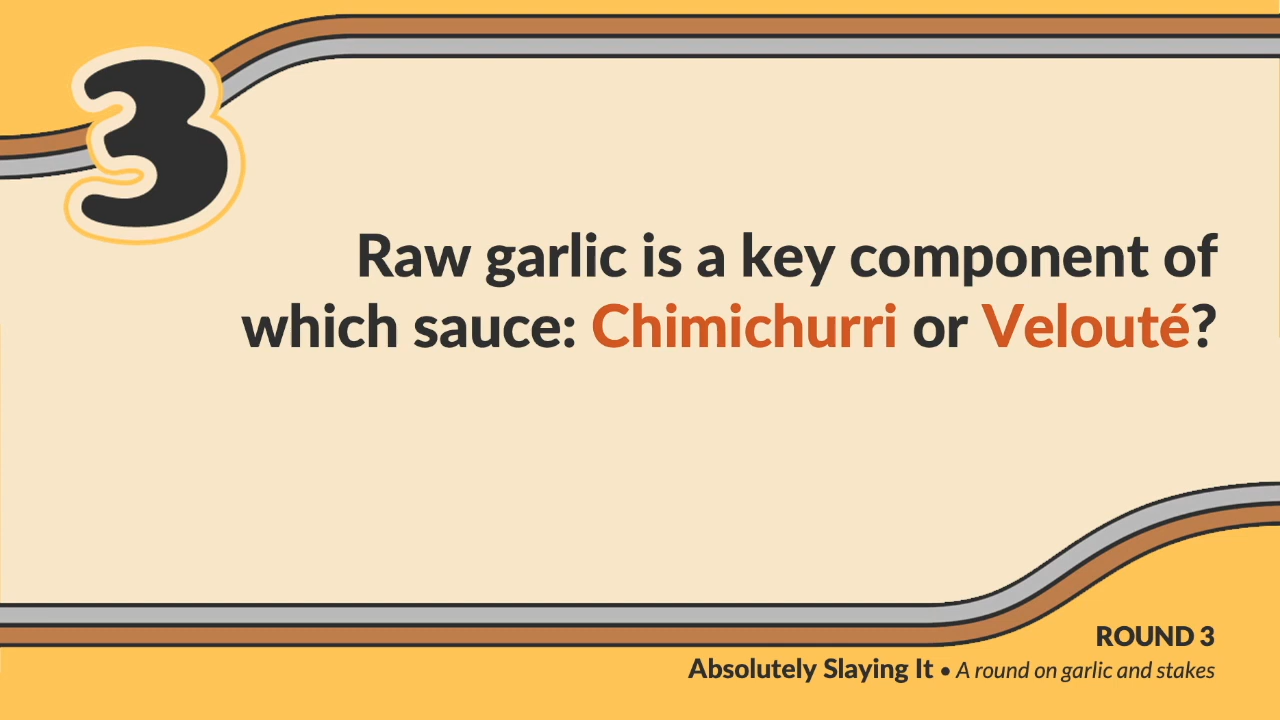 3
Raw garlic is a key component of
which sauce: Chimichurri or Velouté?
ROUND 3
Absolutely Slaying It • A round on garlic and stakes